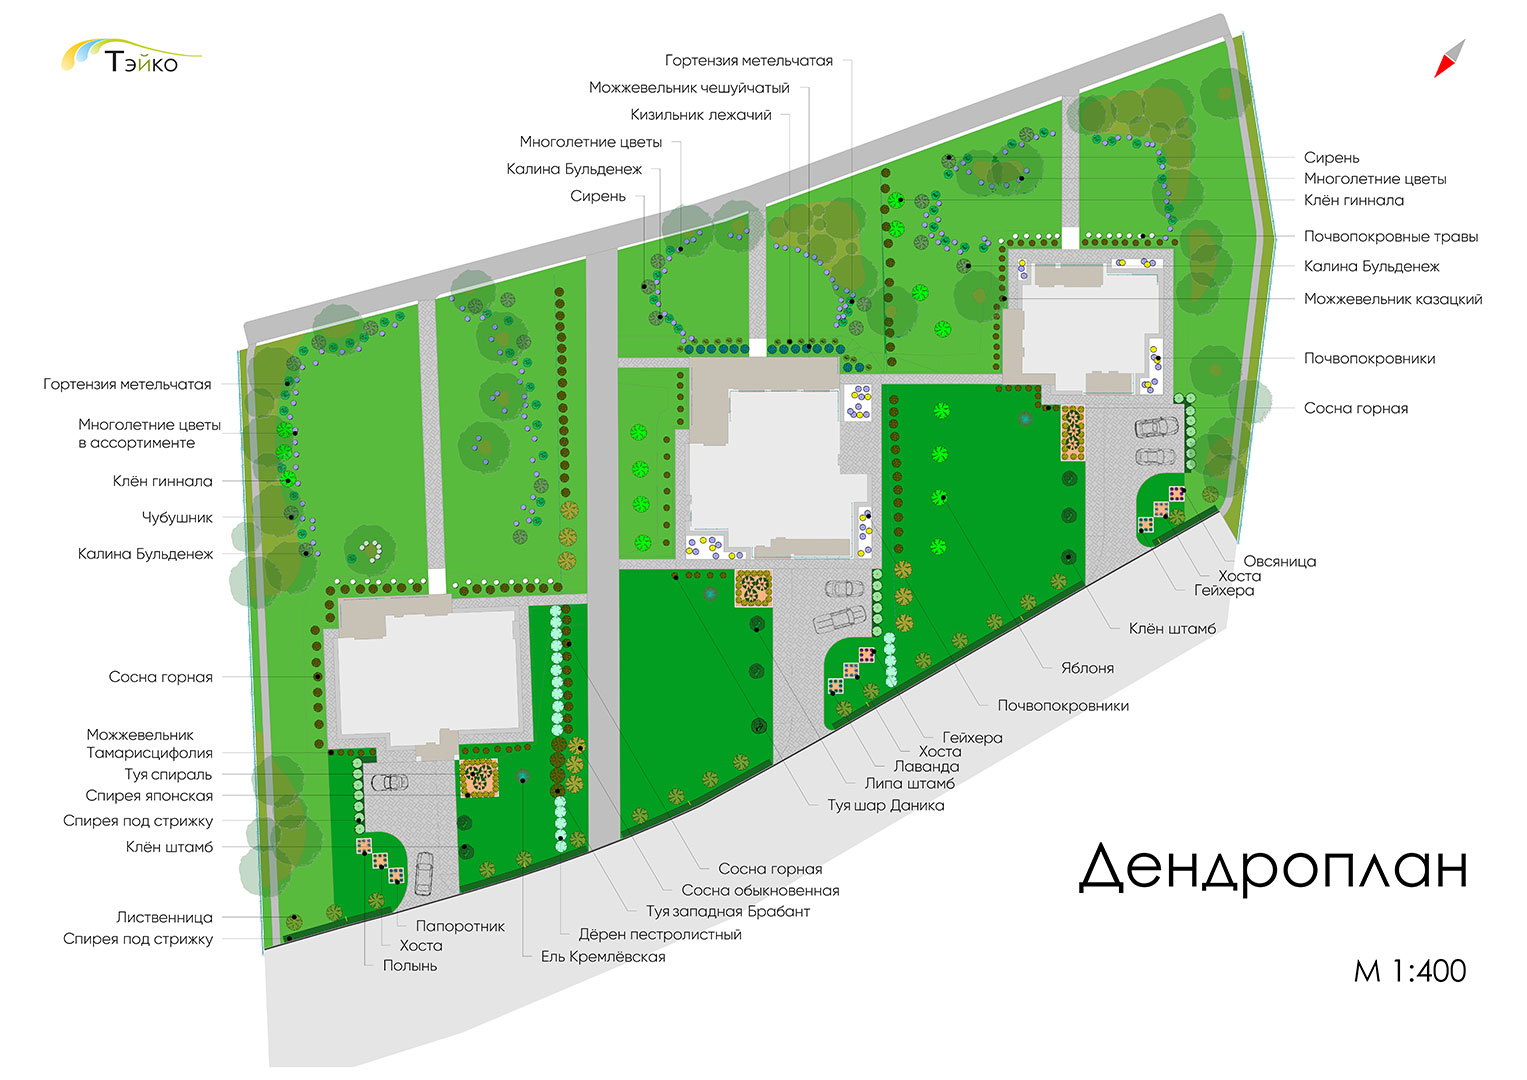 Тэйко
Гортензия метельчатая
Можжевельник чешуйчатый
Кизильник лежачий
Многолетние цветы
Калина Бульденеж
Сирень
Сирень
Многолетние цветы
Клён гиннала
Почвопокровные травы
Калина Бульденеж
Можжевельник казацкий
Почвопокровники
Сосна горная
Гортензия метельчатая
Многолетние цветы
в ассортименте
Клён гиннала
Чубушник
Калина Бульденеж
Сосна горная
Можжевельник
Тамарисцифолия
Туя спираль
Спирея японская
Спирея под стрижку
Клён штамб
Лиственница
Спирея под стрижку
Овсяница
Хоста
Гейхера
Клён штамб
Яблоня
Почвопокровники
Гейхера
Хоста
Лаванда
Липа штамб
Туя шар Даника
Сосна горная
Сосна обыкновенная
Туя западная Брабант
Дёрен пестролистный
Ель Кремлёвская
Папоротник
Хоста
Полынь
Дендроплан
М 1:400